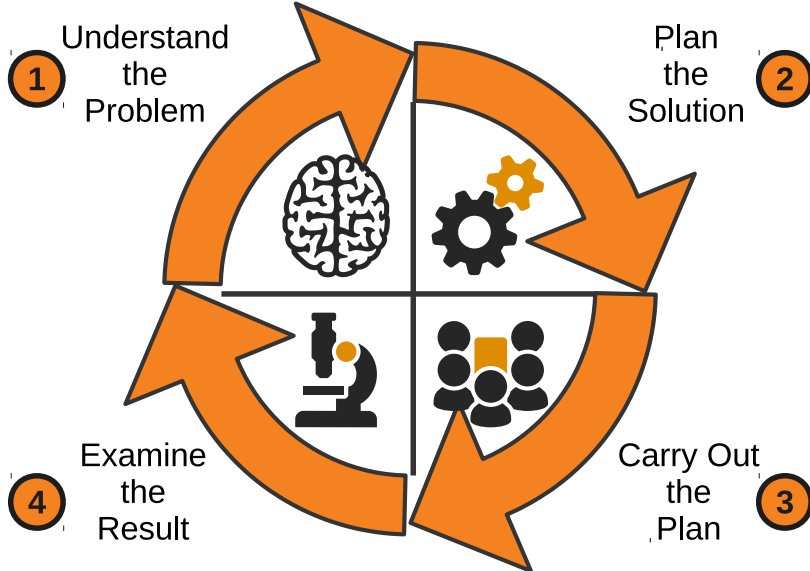 1
Understand
the
Problem
Plan
the
Solution
2
Carry Out
the
Plan
3
4
Examine
the
Result